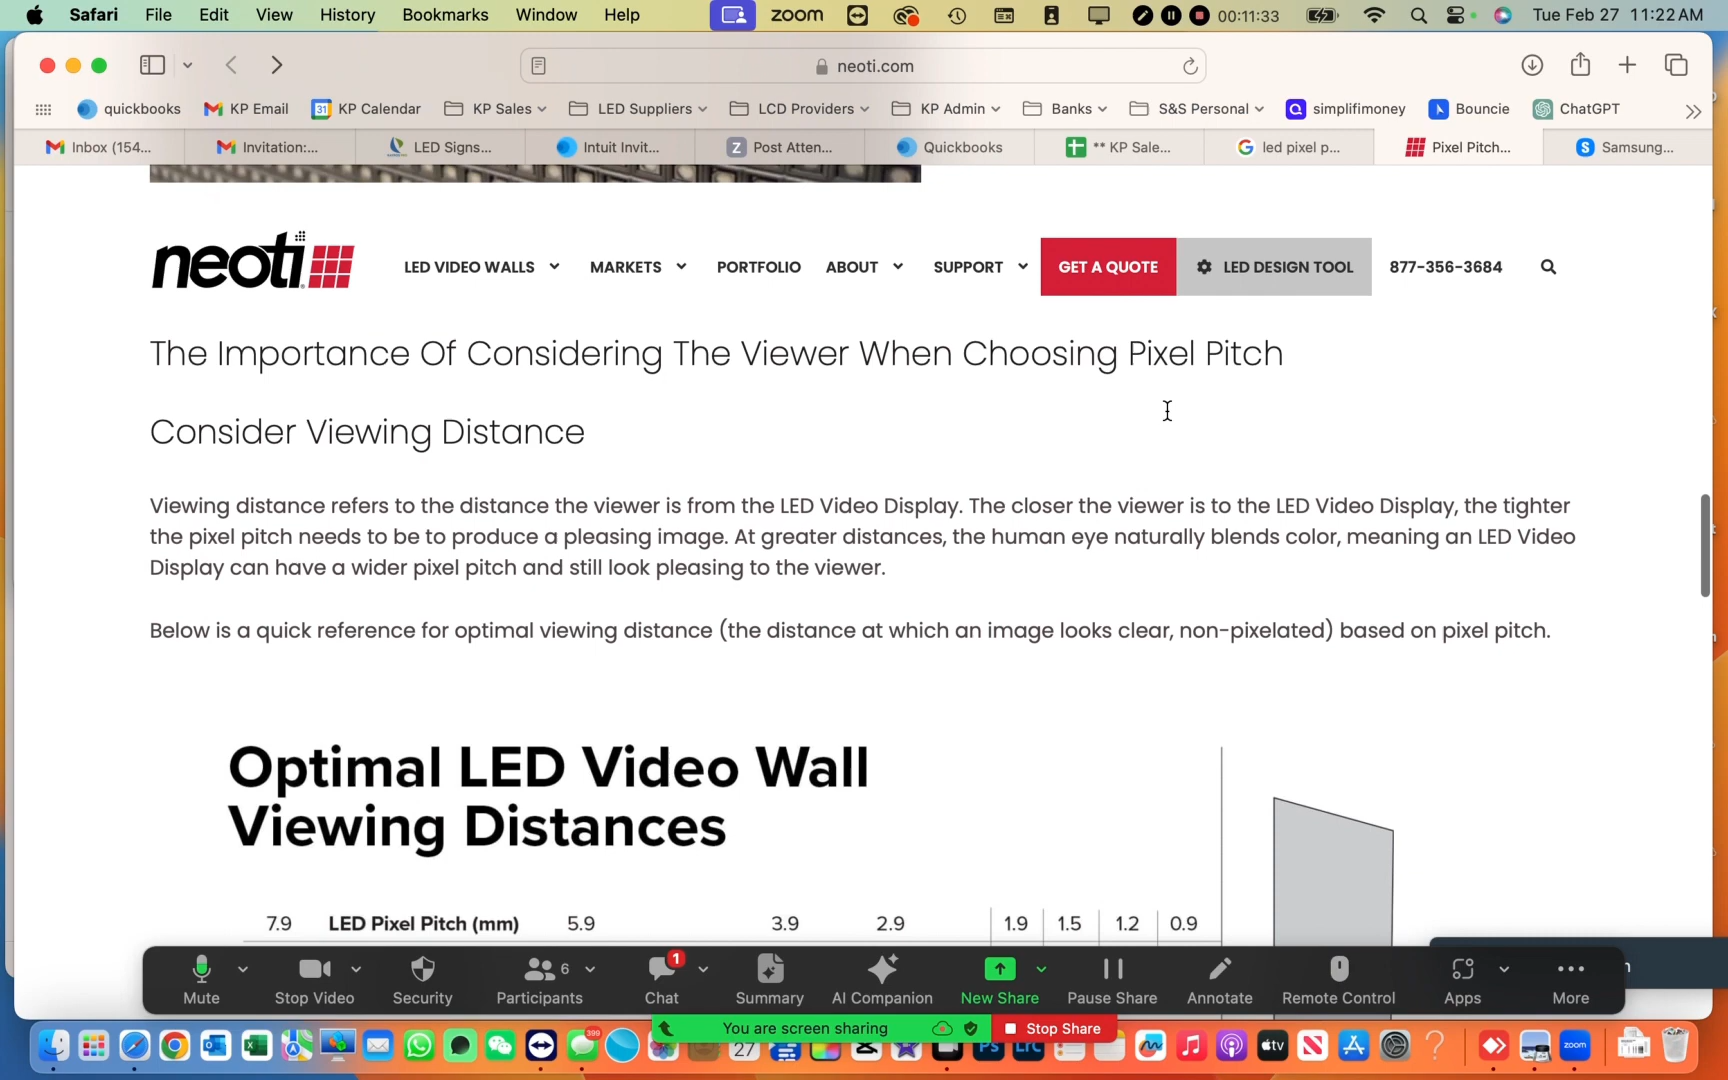 Safari File Edit View History Bookmarks Window Help zoom 00:11:33 Tue Feb 27 11:22 AM
neoti.com
quickbooks KP Email 31 KP Calendar KP Sales LED Suppliers LCD Providers KP Admin Banks S&S Personal simplifimoney Bouncie ChatGPT
Inbox (154... Invitation:... LED Signs... Intuit Invit... Z Post Atten... Quickbooks ** KP Sale... G led pixel p... Pixel Pitch... S Samsung...
neoti LED VIDEO WALLS MARKETS PORTFOLIO ABOUT SUPPORT GET A QUOTE LED DESIGN TOOL 877-356-3684
The Importance Of Considering The Viewer When Choosing Pixel Pitch
Consider Viewing Distance
Viewing distance refers to the distance the viewer is from the LED Video Display. The closer the viewer is to the LED Video Display, the tighter
the pixel pitch needs to be to produce a pleasing image. At greater distances, the human eye naturally blends color, meaning an LED Video
Display can have a wider pixel pitch and still look pleasing to the viewer.
Below is a quick reference for optimal viewing distance (the distance at which an image looks clear, non-pixelated) based on pixel pitch.
Optimal LED Video Wall
Viewing Distances
7.9 LED Pixel Pitch (mm) 5.9 3.9 2.9 1.9 1.5 1.2 0.9
6 1
Mute Stop Video Security Participants Chat Summary AI Companion New Share Pause Share Annotate Remote Control Apps More
You are screen sharing Stop Share
399 27 Ps Lrc tv zoom